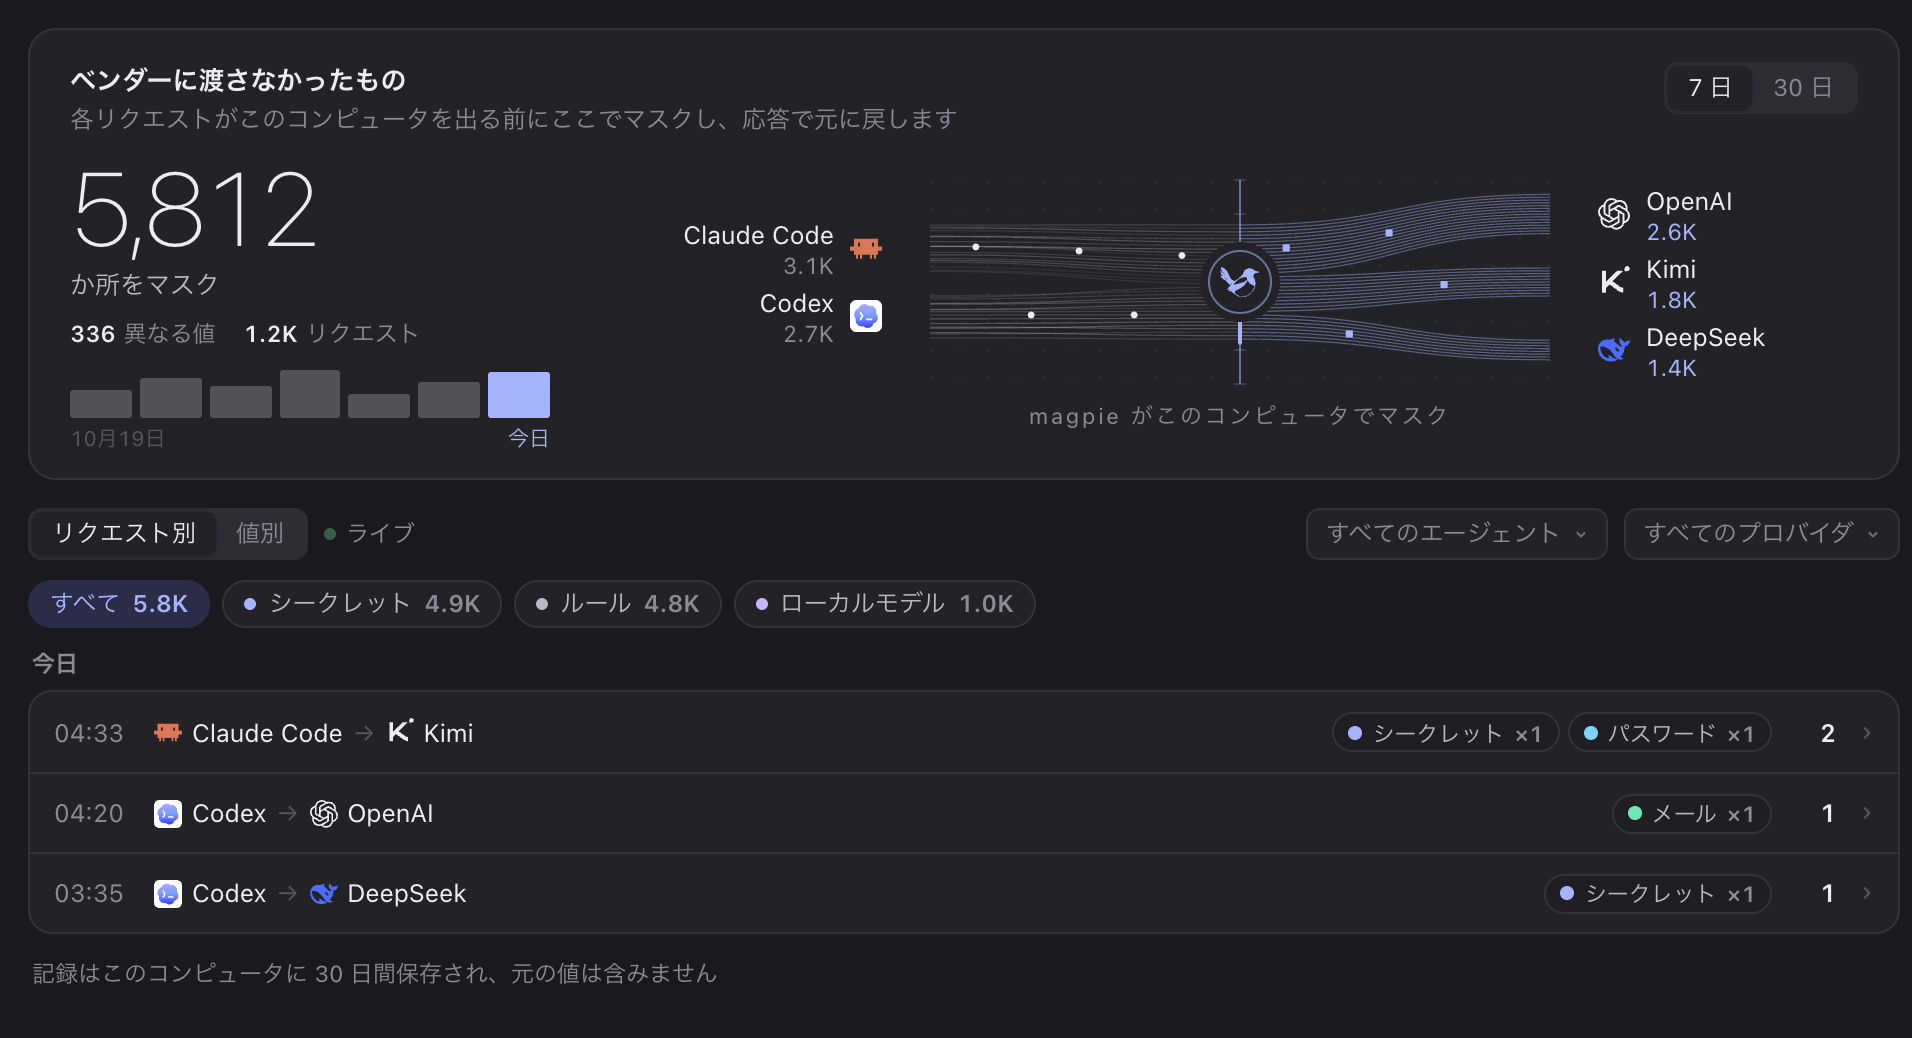 ベンダーに渡さなかったもの
各リクエストがこのコンピュータを出る前にここでマスクし、応答で元に戻します
7 日 30 日
5,812
か所をマスク
336 異なる値 1.2K リクエスト
10月19日 今日
Claude Code
3.1K
Codex
2.7K
OpenAI
2.6K
Kimi
1.8K
DeepSeek
1.4K
magpie がこのコンピュータでマスク
リクエスト別 値別 ライブ すべてのエージェント すべてのプロバイダ
すべて 5.8K シークレット 4.9K ルール 4.8K ローカルモデル 1.0K
今日
04:33 Claude Code → Kimi シークレット ×1 パスワード ×1 2
04:20 Codex → OpenAI メール ×1 1
03:35 Codex → DeepSeek シークレット ×1 1
記録はこのコンピュータに 30 日間保存され、元の値は含みません